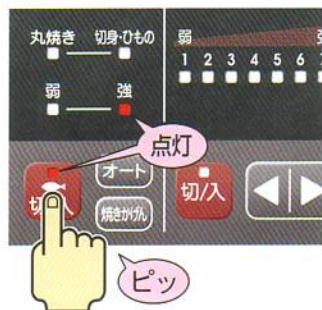 丸焼き 切身・ひもの
弱 強
弱
1 2 3 4 5 6
点灯
切 入
オート
焼きかげん
切/入
ピッ